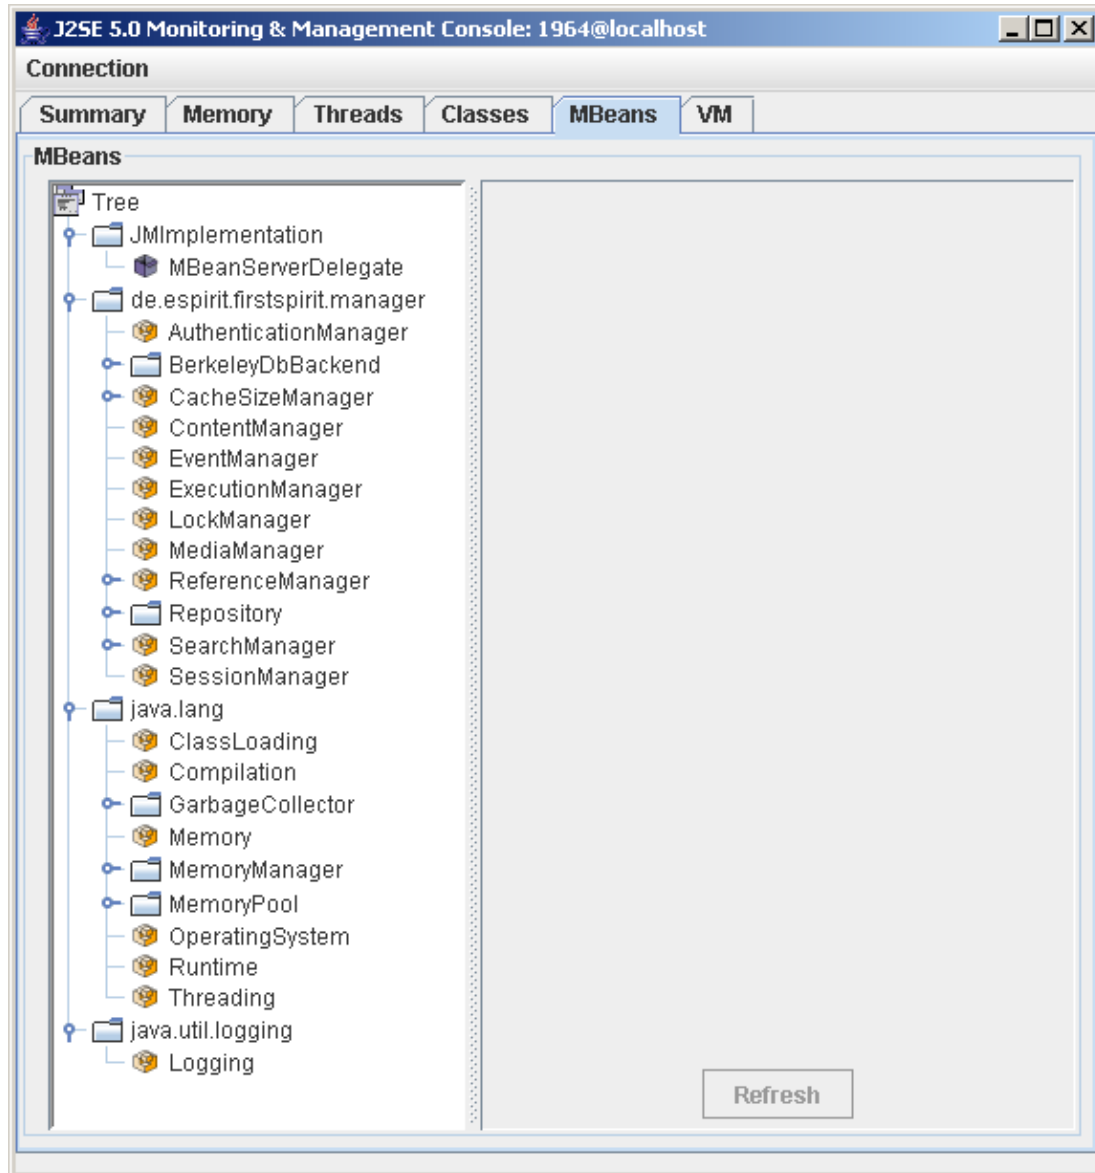 J2SE 5.0 Monitoring & Management Console: 1964@localhost
Connection
Summary Memory Threads Classes MBeans VM
MBeans
Tree
JMImplementation
MBeanServerDelegate
de.espirit.firstspirit.manager
AuthenticationManager
BerkeleyDbBackend
CacheSizeManager
ContentManager
EventManager
ExecutionManager
LockManager
MediaManager
ReferenceManager
Repository
SearchManager
SessionManager
java.lang
ClassLoading
Compilation
GarbageCollector
Memory
MemoryManager
MemoryPool
OperatingSystem
Runtime
Threading
java.util.logging
Logging
Refresh